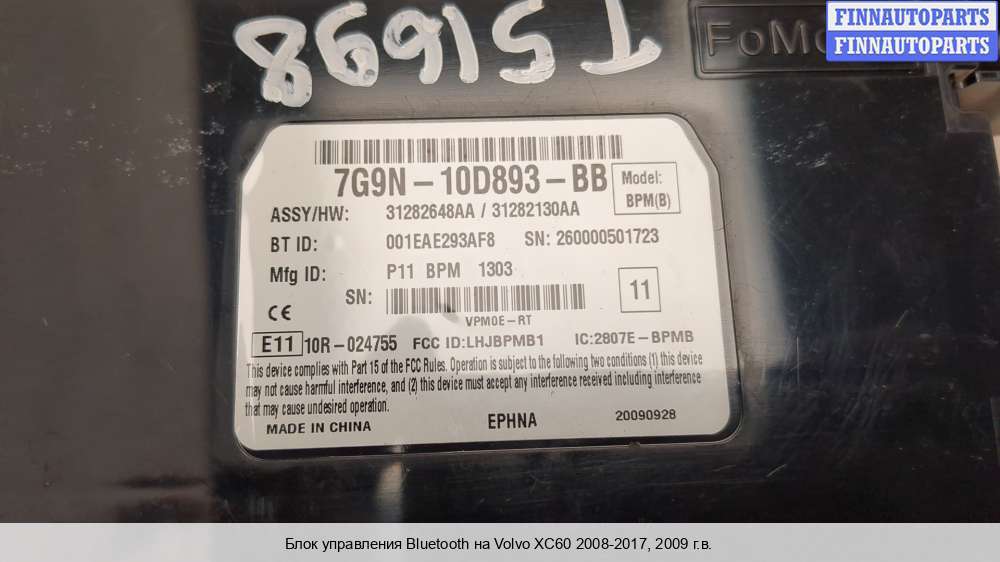 86915T
FoMo
FINNAUTOPARTS
FINNAUTOPARTS
7G9N-10D893-BB
Model:
BPM(B)
ASSY/HW: 31282648AA / 31282130AA
BT ID: 001EAE293AF8 SN: 260000501723
Mfg ID: P11 BPM 1303
SN:
11
VPM0E-RT
CE
E11 10R-024755 FCC ID:LHJBPMB1 IC:2807E-BPMB
This device complies with Part 15 of the FCC Rules. Operation is subject to the following two conditions (1) this device
may not cause harmful interference, and (2) this device must accept any interference received including interference
that may cause undesired operation.
MADE IN CHINA EPHNA 20090928
Блок управления Bluetooth на Volvo XC60 2008-2017, 2009 г.в.